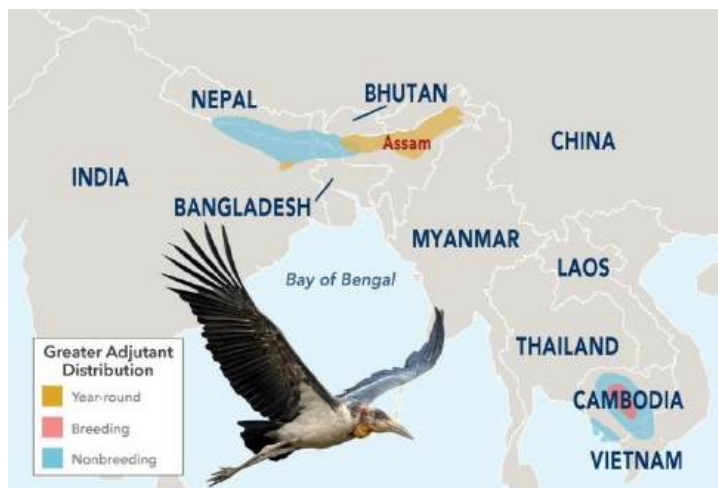 NEPAL
BHUTAN
Assam
CHINA
INDIA
BANGLADESH
MYANMAR
Bay of Bengal
LAOS
THAILAND
CAMBODIA
VIETNAM
Greater Adjutant
Distribution
Year-round
Breeding
Nonbreeding